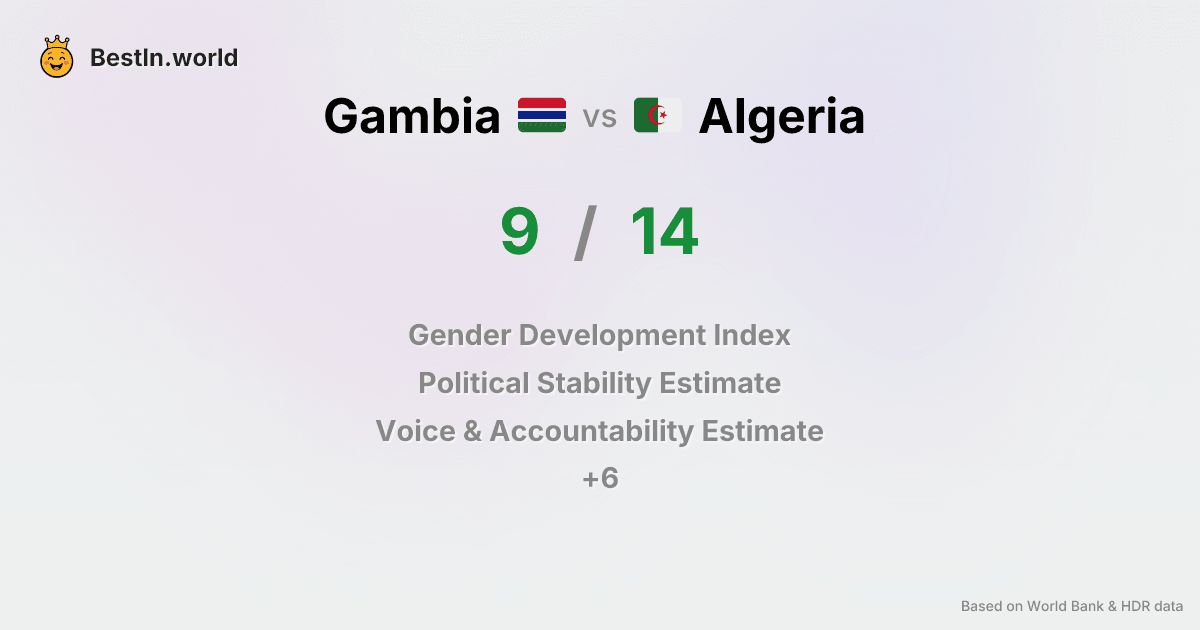 BestIn.world
Gambia vs Algeria
9 / 14
Gender Development Index
Political Stability Estimate
Voice & Accountability Estimate
+6
Based on World Bank & HDR data